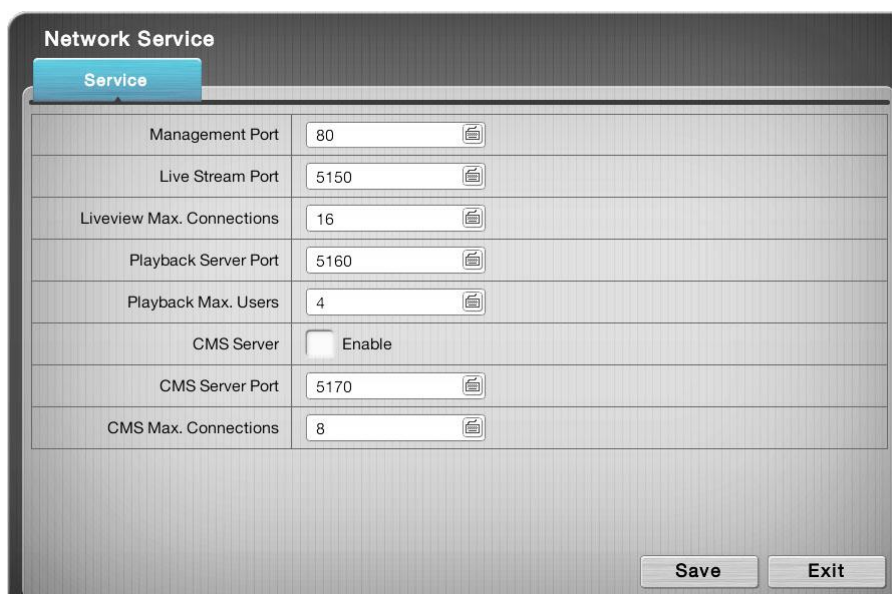 Network Service
Service
Management Port 80
Live Stream Port 5150
Liveview Max. Connections 16
Playback Server Port 5160
Playback Max. Users 4
CMS Server Enable
CMS Server Port 5170
CMS Max. Connections 8
Save Exit